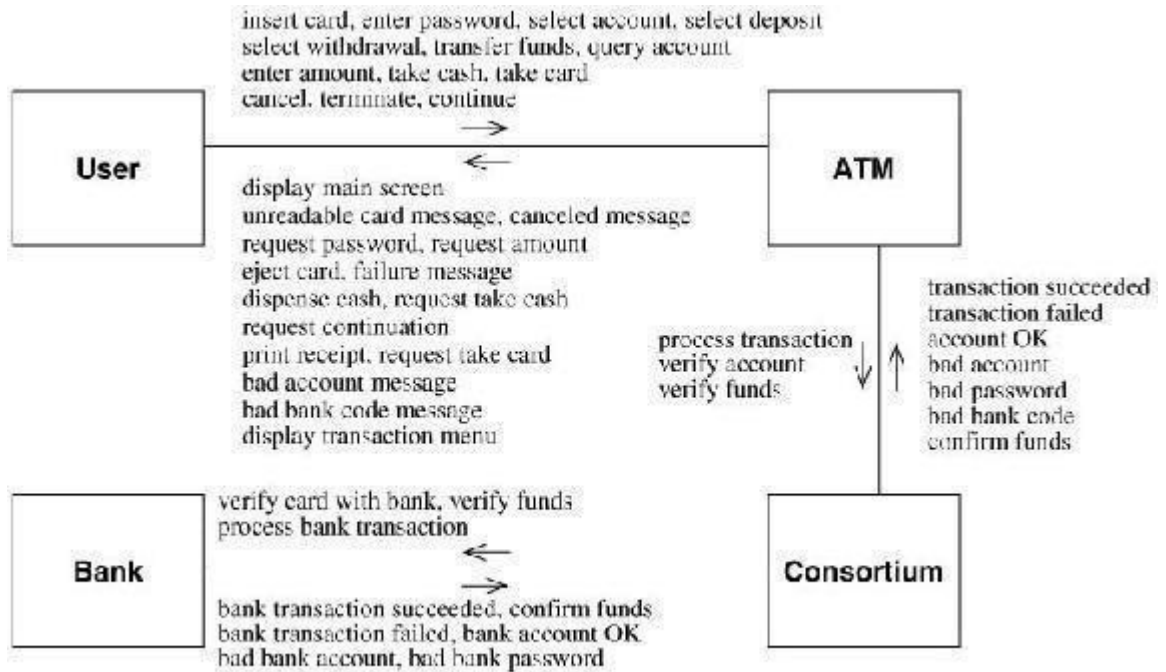 insert card, enter password, select account, select deposit
select withdrawal, transfer funds, query account
enter amount, take cash, take card
cancel, terminate, continue
User
ATM
display main screen
unreadable card message, canceled message
request password, request amount
eject card, failure message
dispense cash, request take cash
request continuation
print receipt, request take card
bad account message
bad bank code message
display transaction menu
process transaction
verify account
verify funds
transaction succeeded
transaction failed
account OK
bad account
bad password
bad bank code
confirm funds
verify card with bank, verify funds
process bank transaction
Bank
Consortium
bank transaction succeeded, confirm funds
bank transaction failed, bank account OK
bad bank account, bad bank password